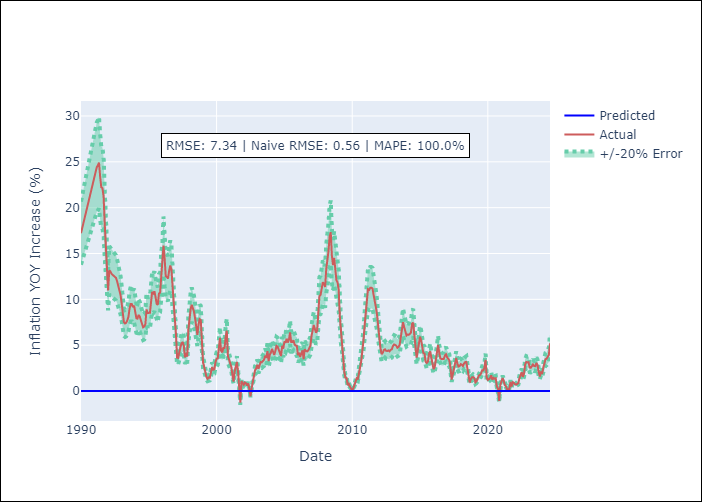 30
25
20
15
10
5
0
Inflation YOY Increase (%)
RMSE: 7.34 | Naive RMSE: 0.56 | MAPE: 100.0%
Predicted
Actual
+/-20% Error
1990
2000
2010
2020
Date